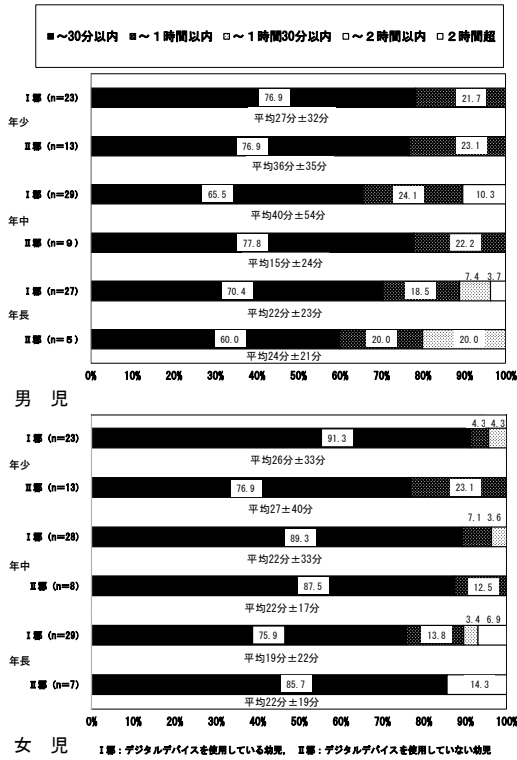 ■～30分以内 ～１時間以内 ～１時間30分以内 □～２時間以内 □２時間超
Ⅰ郡 (n=23) 76.9 21.7
年少 平均27分±32分
Ⅱ郡 (n=13) 76.9 23.1
平均36分±35分
Ⅰ郡 (n=29) 65.5 24.1 10.3
年中 平均40分±54分
Ⅱ郡 (n=９) 77.8 22.2
平均15分±24分
7.4 3.7
Ⅰ郡 (n=27) 70.4 18.5
年長 平均22分±23分
Ⅱ郡 (n=５) 60.0 20.0 20.0
平均24分±21分
0% 10% 20% 30% 40% 50% 60% 70% 80% 90% 100%
男 児
4.3 4.3
Ⅰ郡 (n=23) 91.3
年少 平均26分±33分
Ⅱ郡 (n=13) 76.9 23.1
平均27±40分
7.1 3.6
Ⅰ郡 (n=28) 89.3
年中 平均22分±33分
Ⅱ郡 (n=8) 87.5 12.5
平均22分±17分
3.4 6.9
Ⅰ郡 (n=29) 75.9 13.8
年長 平均19分±22分
Ⅱ郡 (n=7) 85.7 14.3
平均22分±19分
0% 10% 20% 30% 40% 50% 60% 70% 80% 90% 100%
女 児 Ⅰ郡：デジタルデバイスを使用している幼児， Ⅱ郡：デジタルデバイスを使用していない幼児